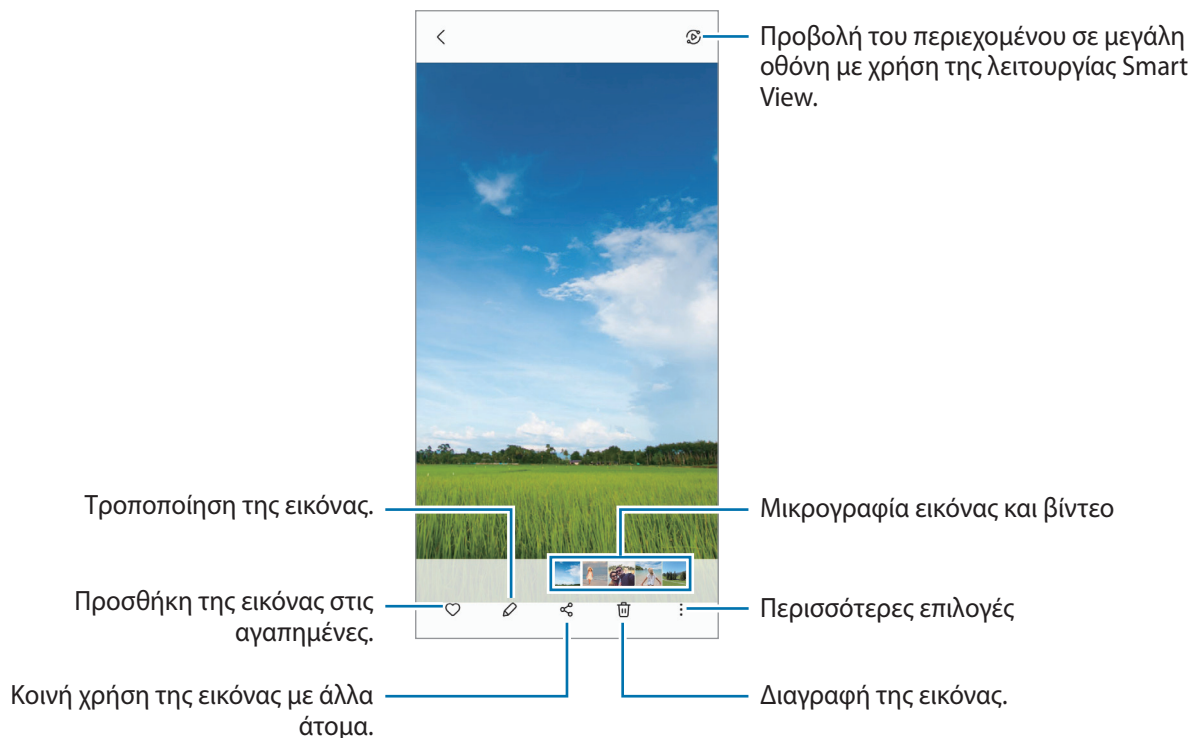 Προβολή του περιεχομένου σε μεγάλη
οθόνη με χρήση της λειτουργίας Smart
View.
Τροποποίηση της εικόνας.
Μικρογραφία εικόνας και βίντεο
Προσθήκη της εικόνας στις
αγαπημένες.
Περισσότερες επιλογές
Κοινή χρήση της εικόνας με άλλα
άτομα.
Διαγραφή της εικόνας.